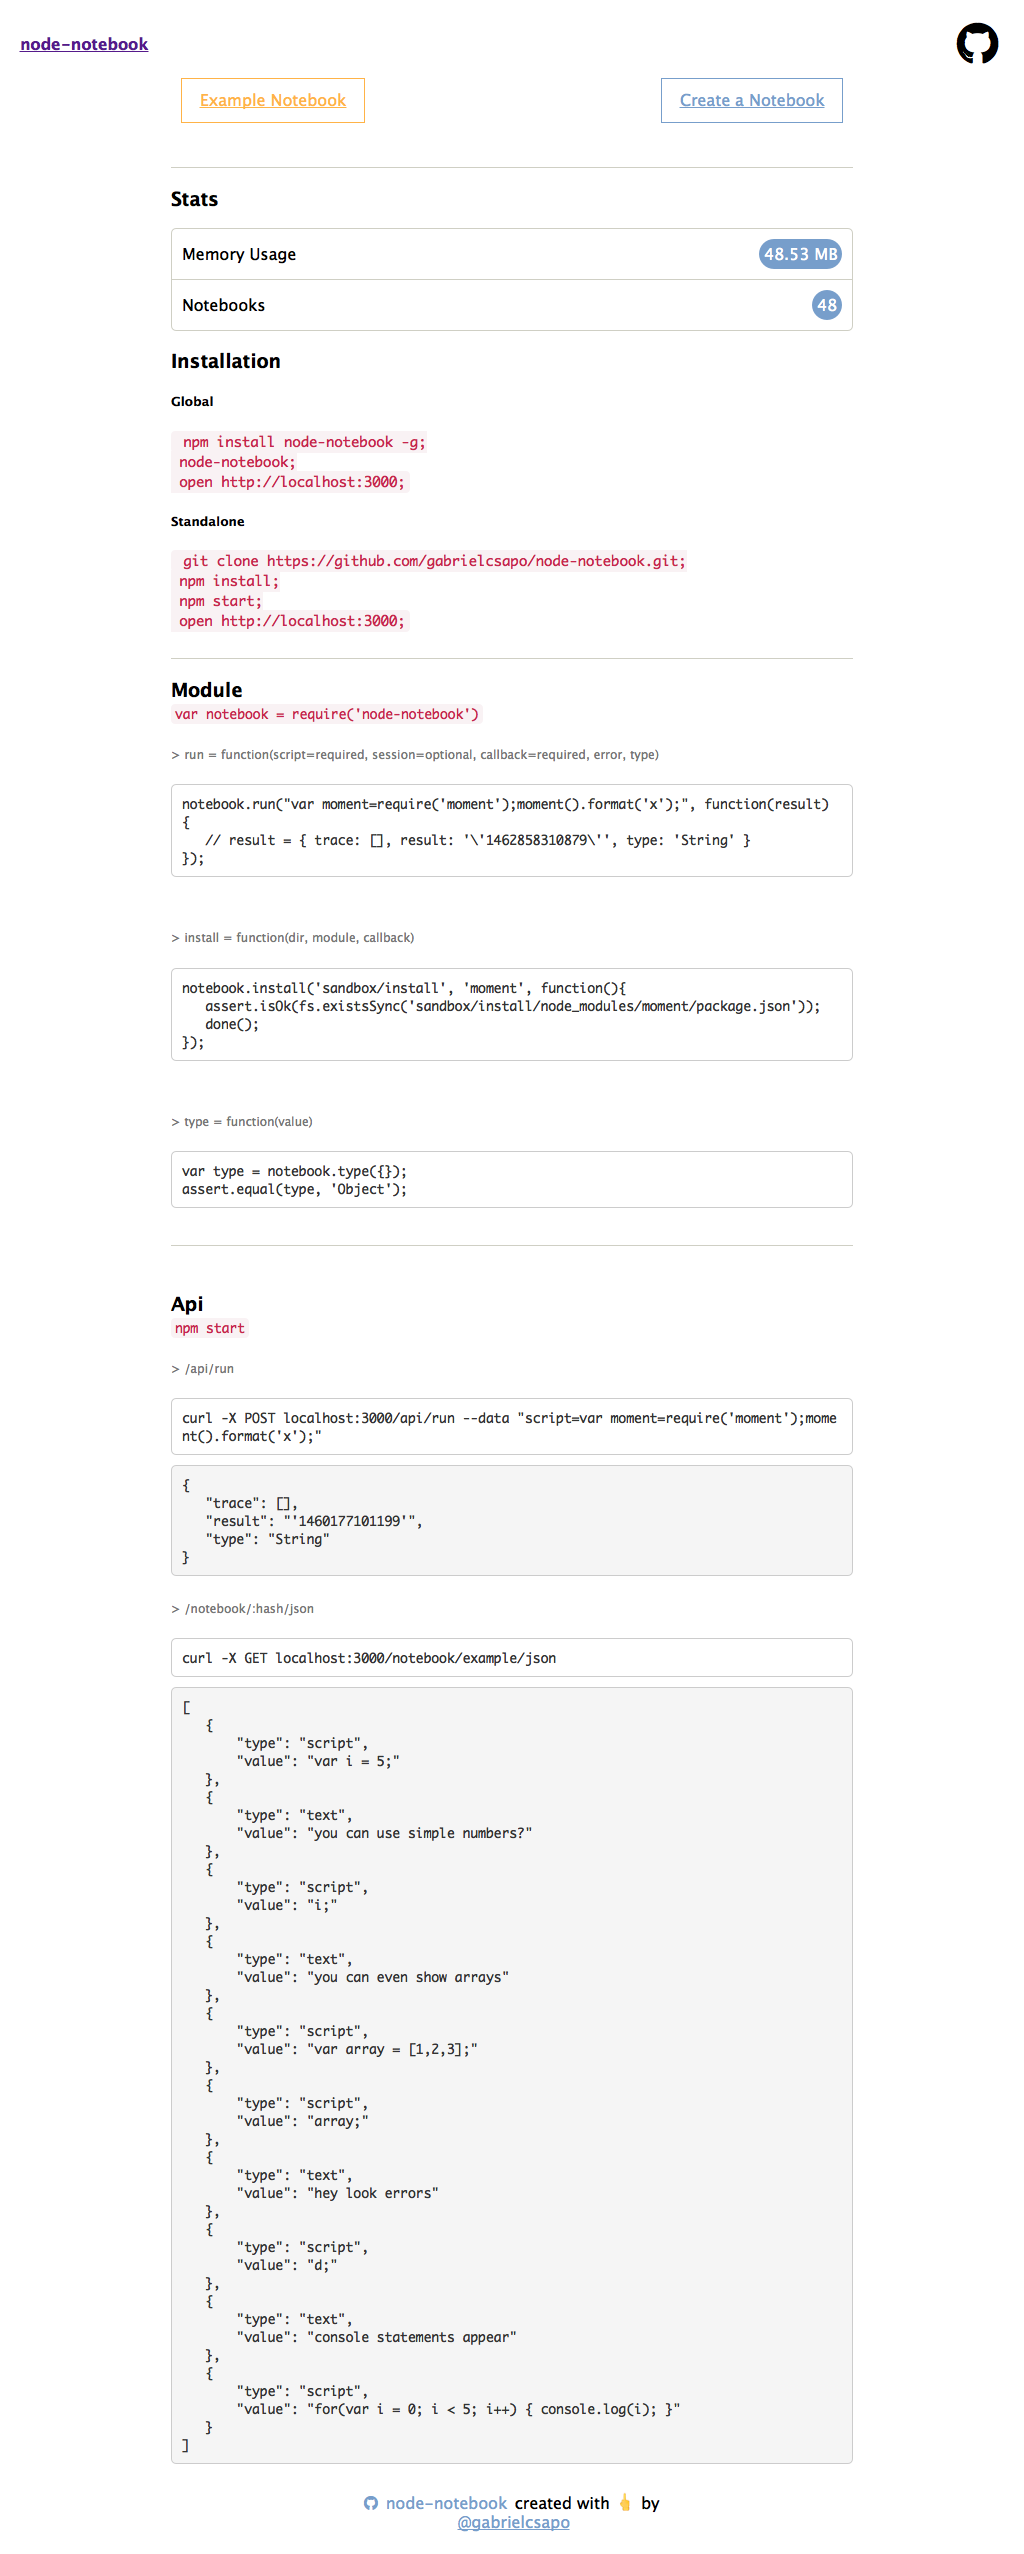 node-notebook
Example Notebook
Create a Notebook
Stats
Memory Usage
48.53 MB
Notebooks
48
Installation
Global
npm install node-notebook -g;
node-notebook;
open http://localhost:3000;
Standalone
git clone https://github.com/gabrielcsapo/node-notebook.git;
npm install;
npm start;
open http://localhost:3000;
Module
var notebook = require('node-notebook')
> run = function(script=required, session=optional, callback=required, error, type)
notebook.run("var moment=require('moment');moment().format('x');", function(result)
{
   // result = { trace: [], result: '\'1462858310879\'', type: 'String' }
});
> install = function(dir, module, callback)
notebook.install('sandbox/install', 'moment', function(){
   assert.isOk(fs.existsSync('sandbox/install/node_modules/moment/package.json'));
   done();
});
> type = function(value)
var type = notebook.type({});
assert.equal(type, 'Object');
Api
npm start
> /api/run
curl -X POST localhost:3000/api/run --data "script=var moment=require('moment');mome
nt().format('x');"
{
   "trace": [],
   "result": "'1460177101199'",
   "type": "String"
}
> /notebook/:hash/json
curl -X GET localhost:3000/notebook/example/json
[
   {
       "type": "script",
       "value": "var i = 5;"
   },
   {
       "type": "text",
       "value": "you can use simple numbers?"
   },
   {
       "type": "script",
       "value": "i;"
   },
   {
       "type": "text",
       "value": "you can even show arrays"
   },
   {
       "type": "script",
       "value": "var array = [1,2,3];"
   },
   {
       "type": "script",
       "value": "array;"
   },
   {
       "type": "text",
       "value": "hey look errors"
   },
   {
       "type": "script",
       "value": "d;"
   },
   {
       "type": "text",
       "value": "console statements appear"
   },
   {
       "type": "script",
       "value": "for(var i = 0; i < 5; i++) { console.log(i); }"
   }
]
node-notebook created with 🖕 by
@gabrielcsapo